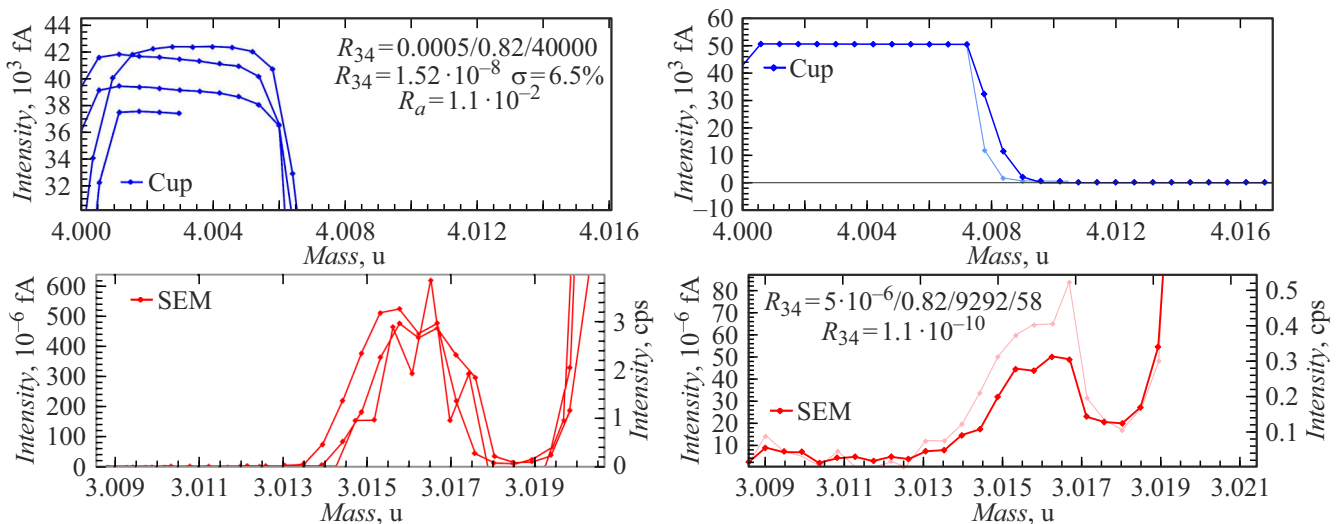 Intensity, 10³ fA
42
40
38
36
34
32
R₃₄=0.0005/0.82/40000
R₃₄=1.52 ·10⁻⁸ σ=6.5%
Rₐ=1.1 ·10⁻²
Cup
4.000 4.004 4.008 4.012 4.016
Mass, u
Intensity, 10³ fA
60
50
40
30
20
10
0
−10
Cup
4.000 4.004 4.008 4.012 4.016
Mass, u
Intensity, 10⁻⁶ fA
600
500
400
300
200
100
0
SEM
3
2
1
0
Intensity, cps
3.009 3.011 3.013 3.015 3.017 3.019
Mass, u
Intensity, 10⁻⁶ fA
80
70
60
50
40
30
20
10
R₃₄=5·10⁻⁶/0.82/9292/58
R₃₄=1.1 ·10⁻¹⁰
SEM
0.5
0.4
0.3
0.2
0.1
Intensity, cps
3.009 3.011 3.013 3.015 3.017 3.019 3.021
Mass, u